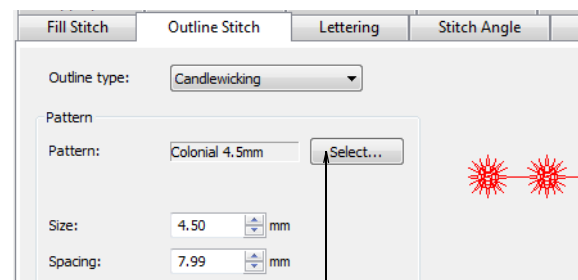 Fill Stitch Outline Stitch Lettering Stitch Angle
Outline type: Candlewicking
Pattern
Pattern: Colonial 4.5mm Select...
Size: 4.50 mm
Spacing: 7.99 mm